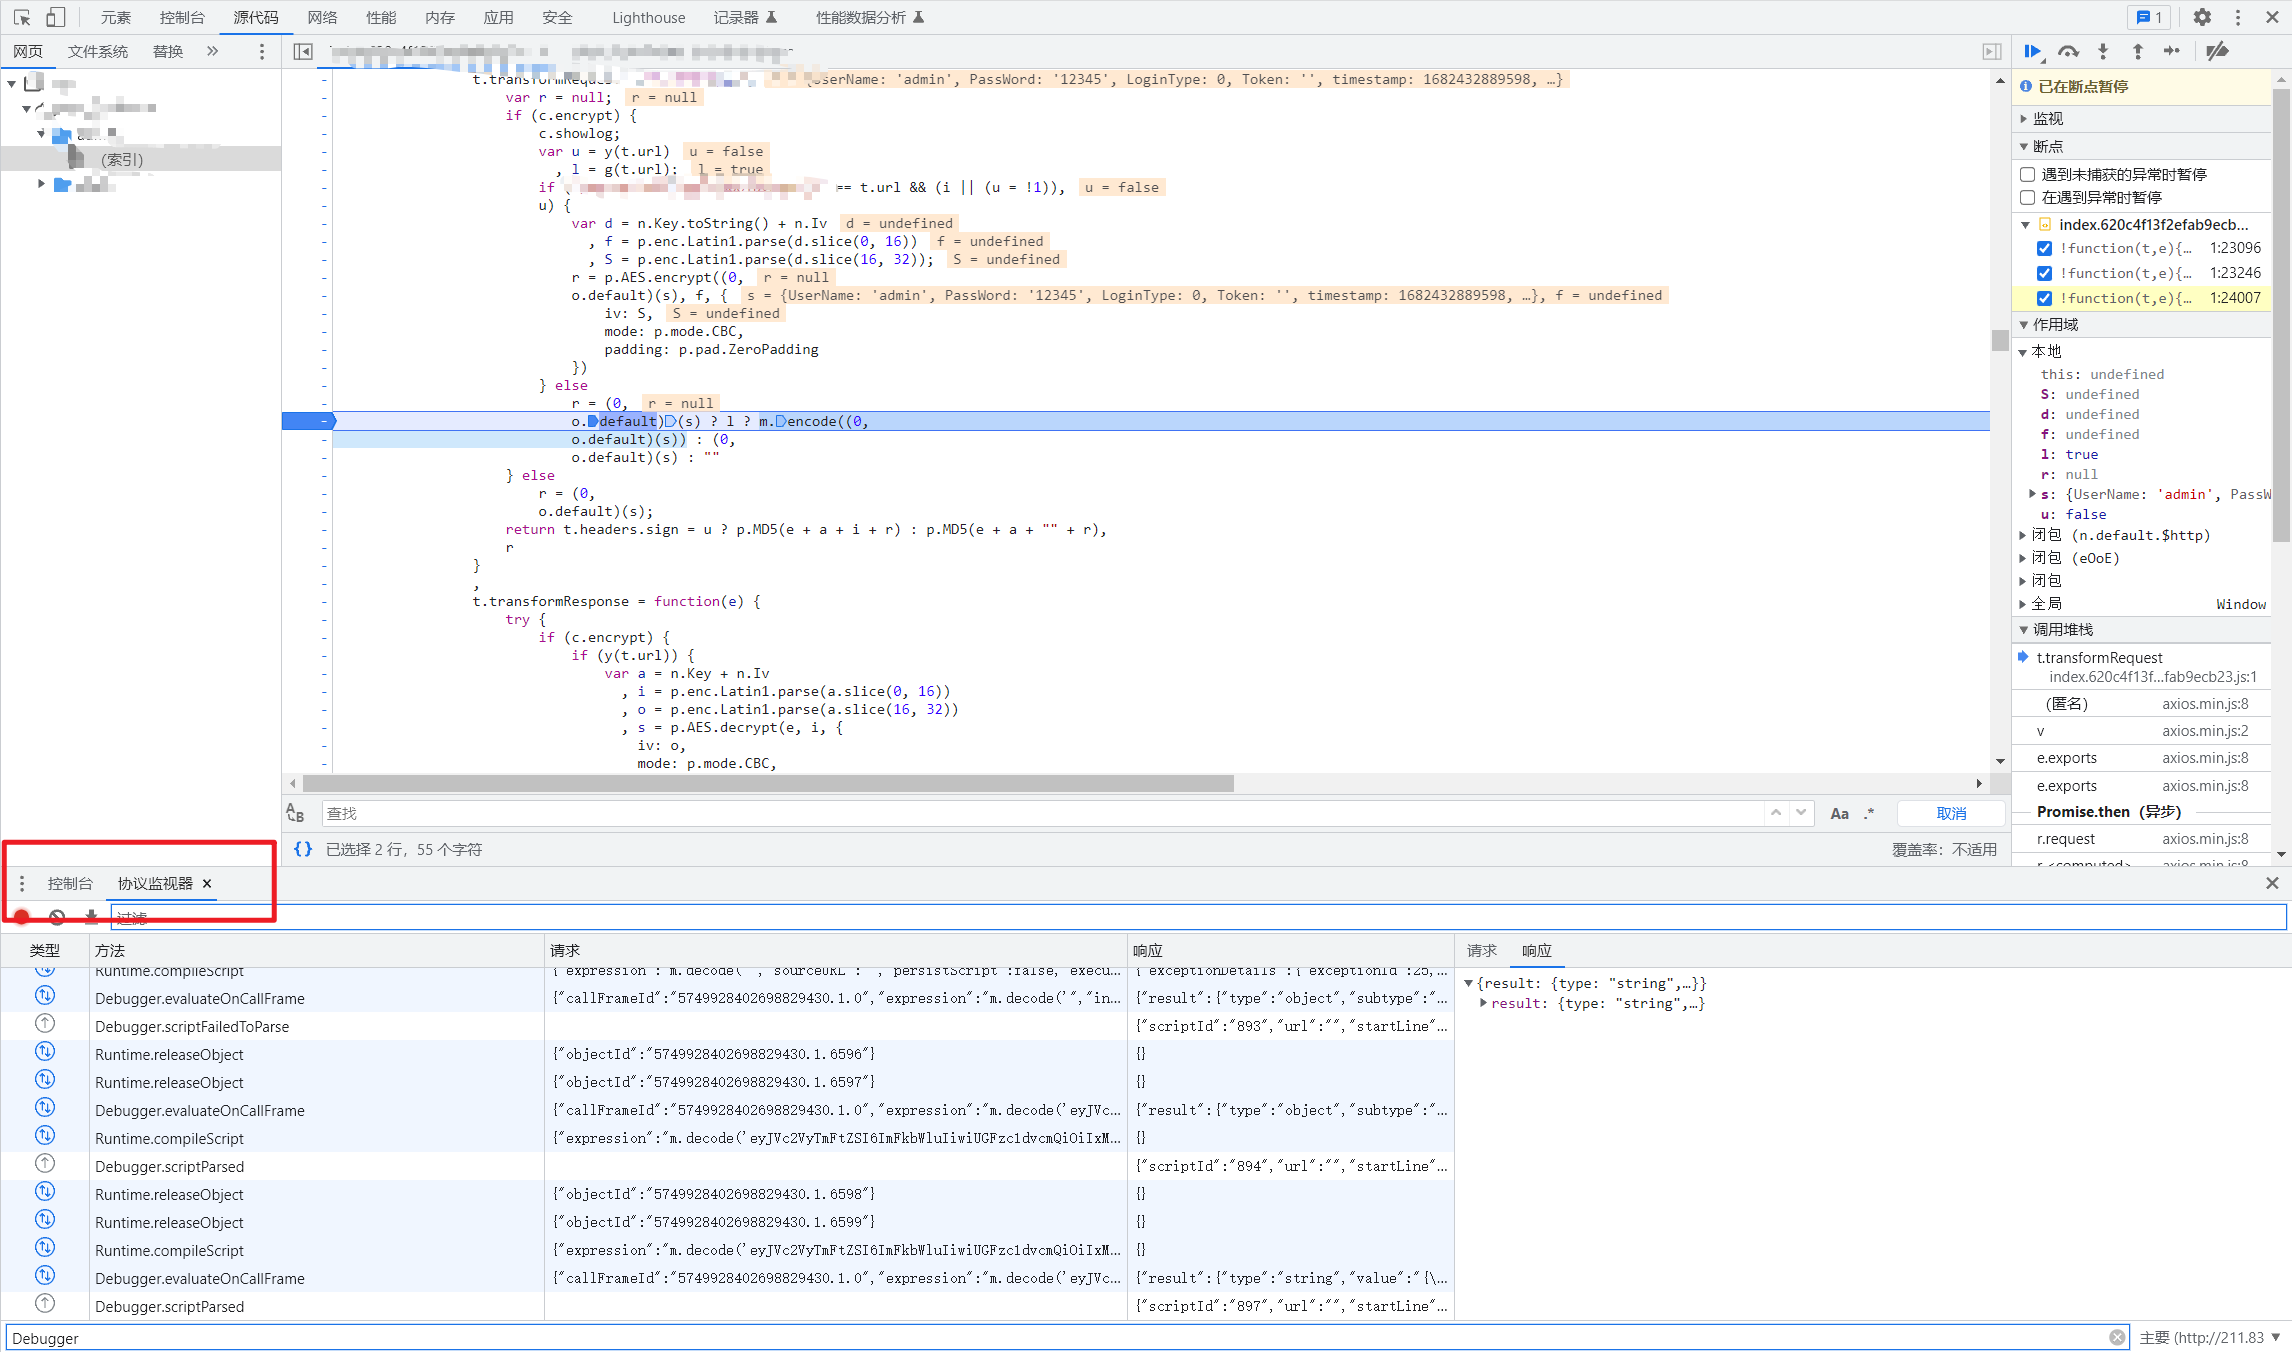 元素 控制台 源代码 网络 性能 内存 应用 安全 Lighthouse 记录器 性能数据分析 1
网页 文件系统 替换 »
(索引)
t.transformReque {UserName: 'admin', PassWord: '12345', LoginType: 0, Token: '', timestamp: 1682432889598, …}
var r = null; r = null
if (c.encrypt) {
c.showlog;
var u = y(t.url) u = false
, l = g(t.url); l = true
if ( == t.url && (i || (u = !1)), u = false
u) {
var d = n.Key.toString() + n.Iv d = undefined
, f = p.enc.Latin1.parse(d.slice(0, 16)) f = undefined
, S = p.enc.Latin1.parse(d.slice(16, 32)); S = undefined
r = p.AES.encrypt((0, r = null
o.default)(s), f, { s = {UserName: 'admin', PassWord: '12345', LoginType: 0, Token: '', timestamp: 1682432889598, …}, f = undefined
iv: S, S = undefined
mode: p.mode.CBC,
padding: p.pad.ZeroPadding
})
} else
r = (0, r = null
o.default)(s) ? l ? m.encode((0,
o.default)(s)) : (0,
o.default)(s) : ""
} else
r = (0,
o.default)(s);
return t.headers.sign = u ? p.MD5(e + a + i + r) : p.MD5(e + a + "" + r),
r
}
,
t.transformResponse = function(e) {
try {
if (c.encrypt) {
if (y(t.url)) {
var a = n.Key + n.Iv
, i = p.enc.Latin1.parse(a.slice(0, 16))
, o = p.enc.Latin1.parse(a.slice(16, 32))
, s = p.AES.decrypt(e, i, {
iv: o,
mode: p.mode.CBC,
查找 Aa .* 取消
{} 已选择 2 行，55 个字符 覆盖率：不适用
已在断点暂停
监视
断点
遇到未捕获的异常时暂停
在遇到异常时暂停
index.620c4f13f2efab9ecb...
!function(t,e){… 1:23096
!function(t,e){… 1:23246
!function(t,e){… 1:24007
作用域
本地
this: undefined
S: undefined
d: undefined
f: undefined
l: true
r: null
s: {UserName: 'admin', PassW
u: false
闭包 (n.default.$http)
闭包 (eOoE)
闭包
全局 Window
调用堆栈
t.transformRequest
index.620c4f13f…fab9ecb23.js:1
(匿名) axios.min.js:8
v axios.min.js:2
e.exports axios.min.js:8
e.exports axios.min.js:8
Promise.then（异步）
r.request axios.min.js:8
r.<computed> axios.min.js:8
控制台 协议监视器 ×
过滤
类型 方法 请求 响应
Runtime.compileScript {"expression":"m.decode('","sourceURL":"","persistScript":false,"execu... {"exceptionDetails":{"exceptionId":25,...
Debugger.evaluateOnCallFrame {"callFrameId":"5749928402698829430.1.0","expression":"m.decode('","in... {"result":{"type":"object","subtype":"...
Debugger.scriptFailedToParse {"scriptId":"893","url":"","startLine"...
Runtime.releaseObject {"objectId":"5749928402698829430.1.6596"} {}
Runtime.releaseObject {"objectId":"5749928402698829430.1.6597"} {}
Debugger.evaluateOnCallFrame {"callFrameId":"5749928402698829430.1.0","expression":"m.decode('eyJVc... {"result":{"type":"object","subtype":"...
Runtime.compileScript {"expression":"m.decode('eyJVc2VyTmFtZSI6ImFkbWluIiwiUGFzc1dvcmQiOiIxM... {}
Debugger.scriptParsed {"scriptId":"894","url":"","startLine"...
Runtime.releaseObject {"objectId":"5749928402698829430.1.6598"} {}
Runtime.releaseObject {"objectId":"5749928402698829430.1.6599"} {}
Runtime.compileScript {"expression":"m.decode('eyJVc2VyTmFtZSI6ImFkbWluIiwiUGFzc1dvcmQiOiIxM... {}
Debugger.evaluateOnCallFrame {"callFrameId":"5749928402698829430.1.0","expression":"m.decode('eyJVc... {"result":{"type":"string","value":"{\...
Debugger.scriptParsed {"scriptId":"897","url":"","startLine"...
请求 响应
{result: {type: "string",…}}
result: {type: "string",…}
Debugger 主要 (http://211.83